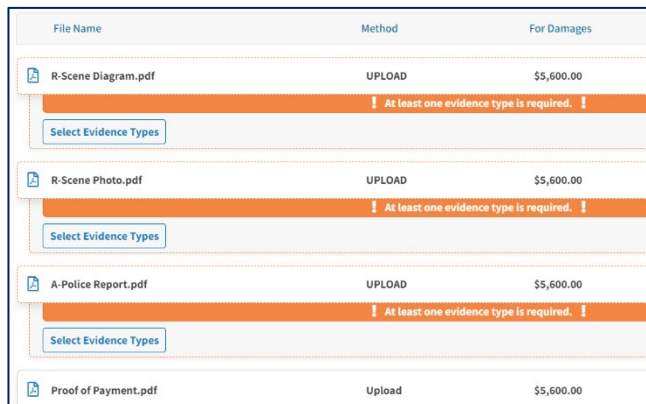 File Name Method For Damages
R-Scene Diagram.pdf UPLOAD $5,600.00
! At least one evidence type is required. !
Select Evidence Types
R-Scene Photo.pdf UPLOAD $5,600.00
! At least one evidence type is required. !
Select Evidence Types
A-Police Report.pdf UPLOAD $5,600.00
! At least one evidence type is required. !
Select Evidence Types
Proof of Payment.pdf Upload $5,600.00